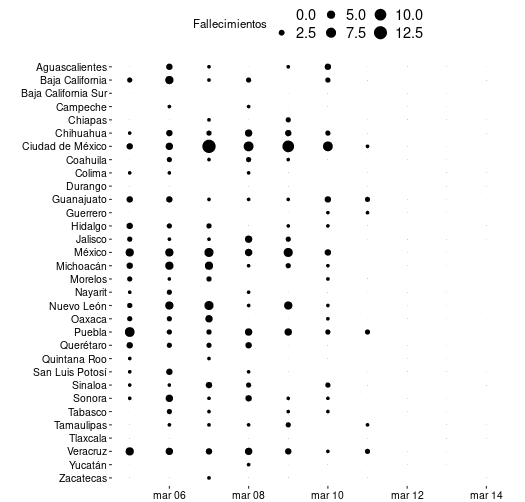 Fallecimientos
0.0 5.0 10.0
2.5 7.5 12.5
Aguascalientes
Baja California
Baja California Sur
Campeche
Chiapas
Chihuahua
Ciudad de México
Coahuila
Colima
Durango
Guanajuato
Guerrero
Hidalgo
Jalisco
México
Michoacán
Morelos
Nayarit
Nuevo León
Oaxaca
Puebla
Querétaro
Quintana Roo
San Luis Potosí
Sinaloa
Sonora
Tabasco
Tamaulipas
Tlaxcala
Veracruz
Yucatán
Zacatecas
mar 06 mar 08 mar 10 mar 12 mar 14